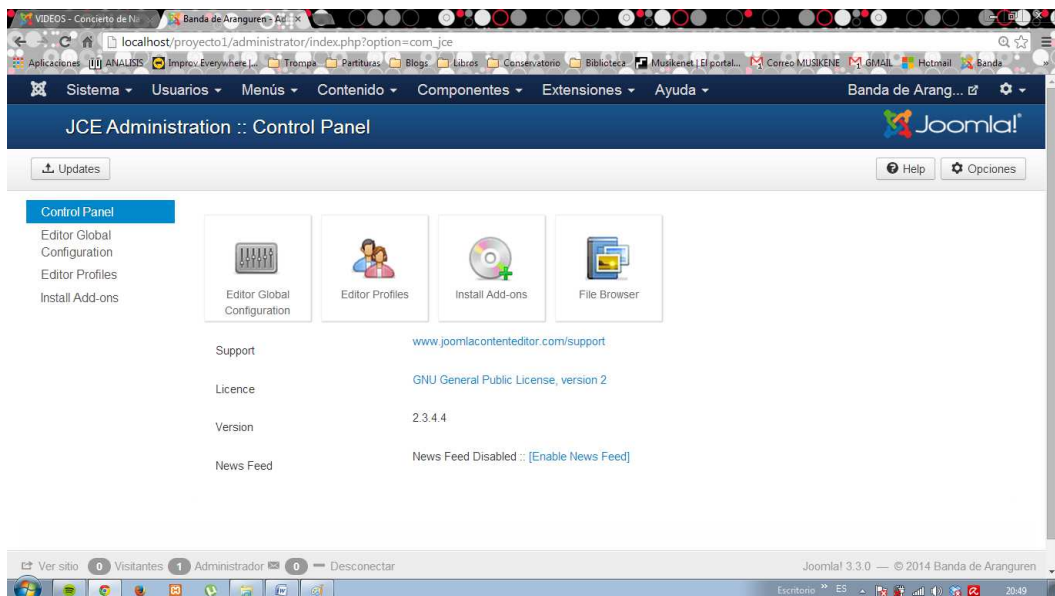 VIDEOS - Concierto de Na
Banda de Aranguren - Ad
localhost/proyecto1/administrator/index.php?option=com_jce
Aplicaciones ANALISIS Improv Everywhere |... Trompa Partituras Blogs Libros Conservatorio Biblioteca Musikenet | El portal... Correo MUSIKENE GMAIL Hotmail Banda »
Sistema Usuarios Menús Contenido Componentes Extensiones Ayuda Banda de Arang...
JCE Administration :: Control Panel Joomla!
Updates Help Opciones
Control Panel
Editor Global
Configuration
Editor Profiles
Install Add-ons
Editor Global
Configuration
Editor Profiles
Install Add-ons
File Browser
Support www.joomlacontenteditor.com/support
Licence GNU General Public License, version 2
Version 2.3.4.4
News Feed News Feed Disabled :: [Enable News Feed]
Ver sitio 0 Visitantes 1 Administrador 0 Desconectar Joomla! 3.3.0 — © 2014 Banda de Aranguren
Escritorio » ES 20:49